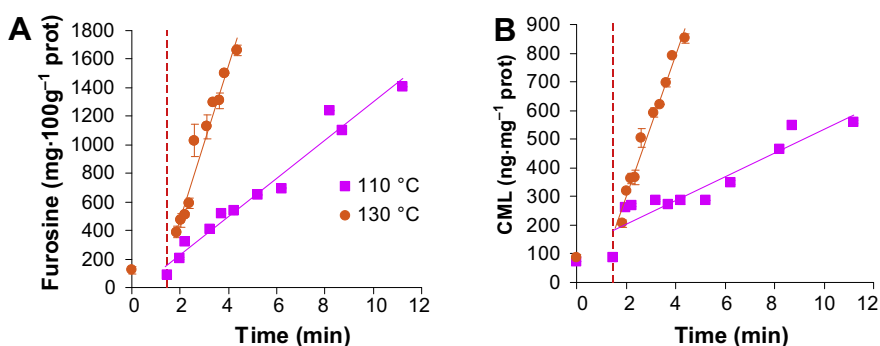 A
Furosine (mg·100g⁻¹ prot)
1800
1600
1400
1200
1000
800
600
400
200
0
0 2 4 6 8 10 12
Time (min)
110 °C
130 °C
B
CML (ng·mg⁻¹ prot)
900
800
700
600
500
400
300
200
100
0
0 2 4 6 8 10 12
Time (min)